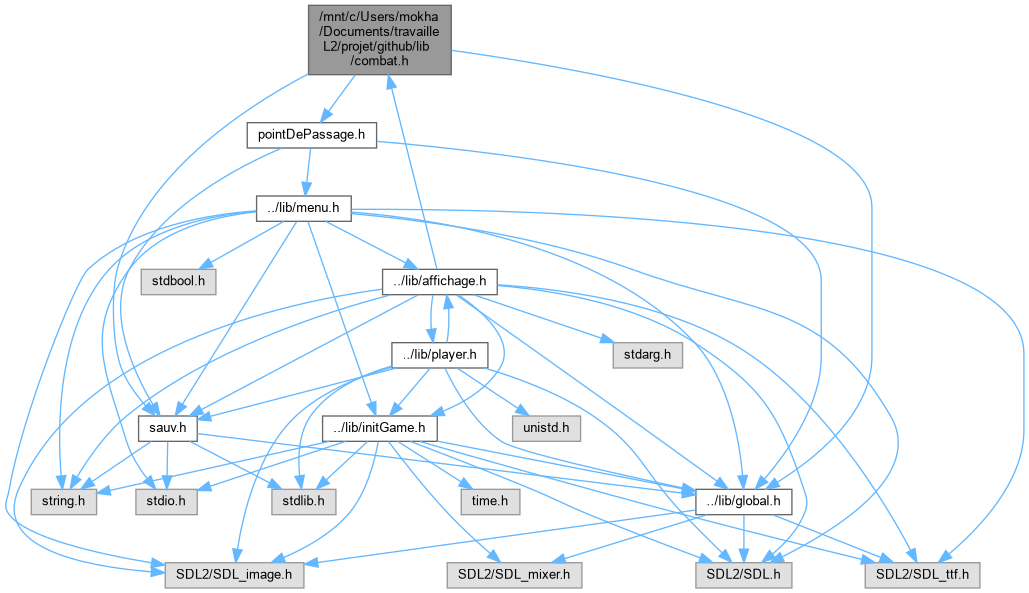 /mnt/c/Users/mokha
/Documents/travaille
L2/projet/github/lib
/combat.h
pointDePassage.h
../lib/menu.h
stdbool.h
../lib/affichage.h
../lib/player.h
stdarg.h
sauv.h
../lib/initGame.h
unistd.h
string.h
stdio.h
stdlib.h
time.h
../lib/global.h
SDL2/SDL_image.h
SDL2/SDL_mixer.h
SDL2/SDL.h
SDL2/SDL_ttf.h